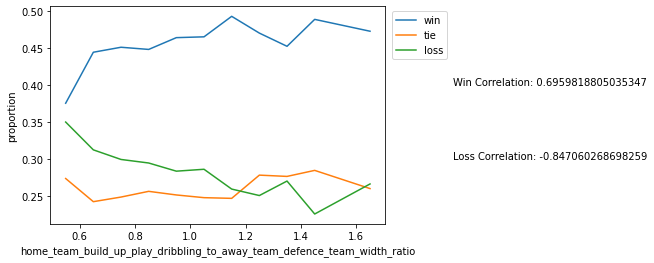 0.50
0.45
0.40
0.35
0.30
0.25
proportion
0.6 0.8 1.0 1.2 1.4 1.6
home_team_build_up_play_dribbling_to_away_team_defence_team_width_ratio
win
tie
loss
Win Correlation: 0.6959818805035347
Loss Correlation: -0.847060268698259